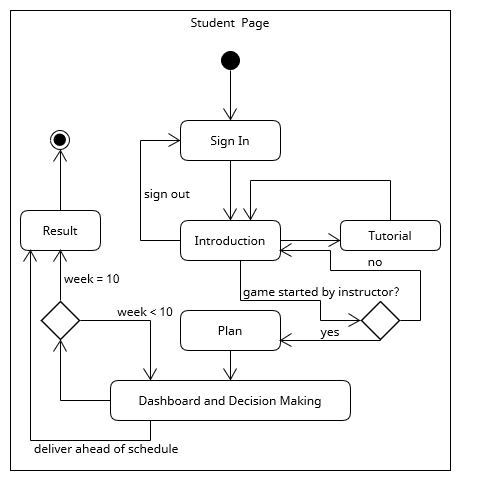 Student Page
Sign In
sign out
Result
Introduction
Tutorial
no
week = 10
game started by instructor?
week < 10
Plan
yes
Dashboard and Decision Making
deliver ahead of schedule